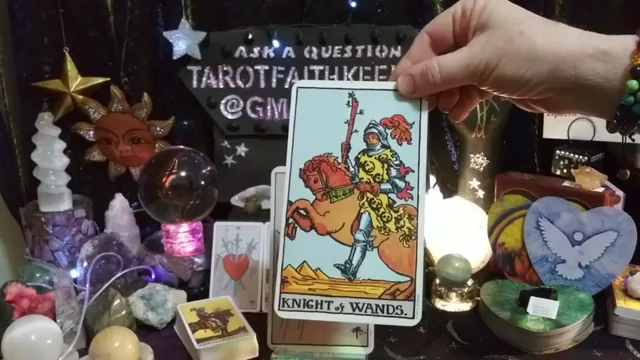 ASK A QUESTION
TAROTFAITHKEE
@GM
KNIGHT of WANDS.